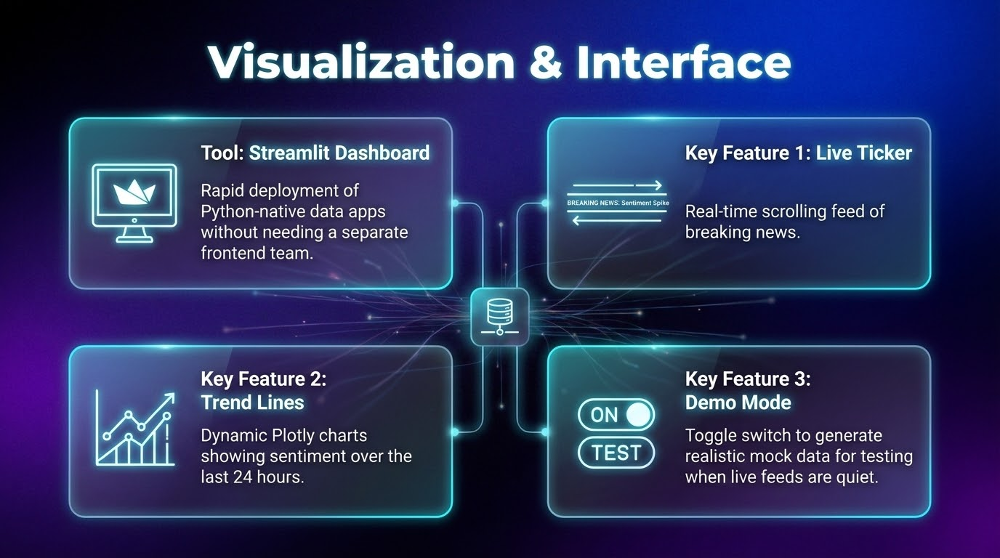 Visualization & Interface
Tool: Streamlit Dashboard
Rapid deployment of
Python-native data apps
without needing a separate
frontend team.
Key Feature 1: Live Ticker
BREAKING NEWS: Sentiment Spike
Real-time scrolling feed of
breaking news.
Key Feature 2:
Trend Lines
Dynamic Plotly charts
showing sentiment over the
last 24 hours.
Key Feature 3:
Demo Mode
ON
TEST
Toggle switch to generate
realistic mock data for testing
when live feeds are quiet.